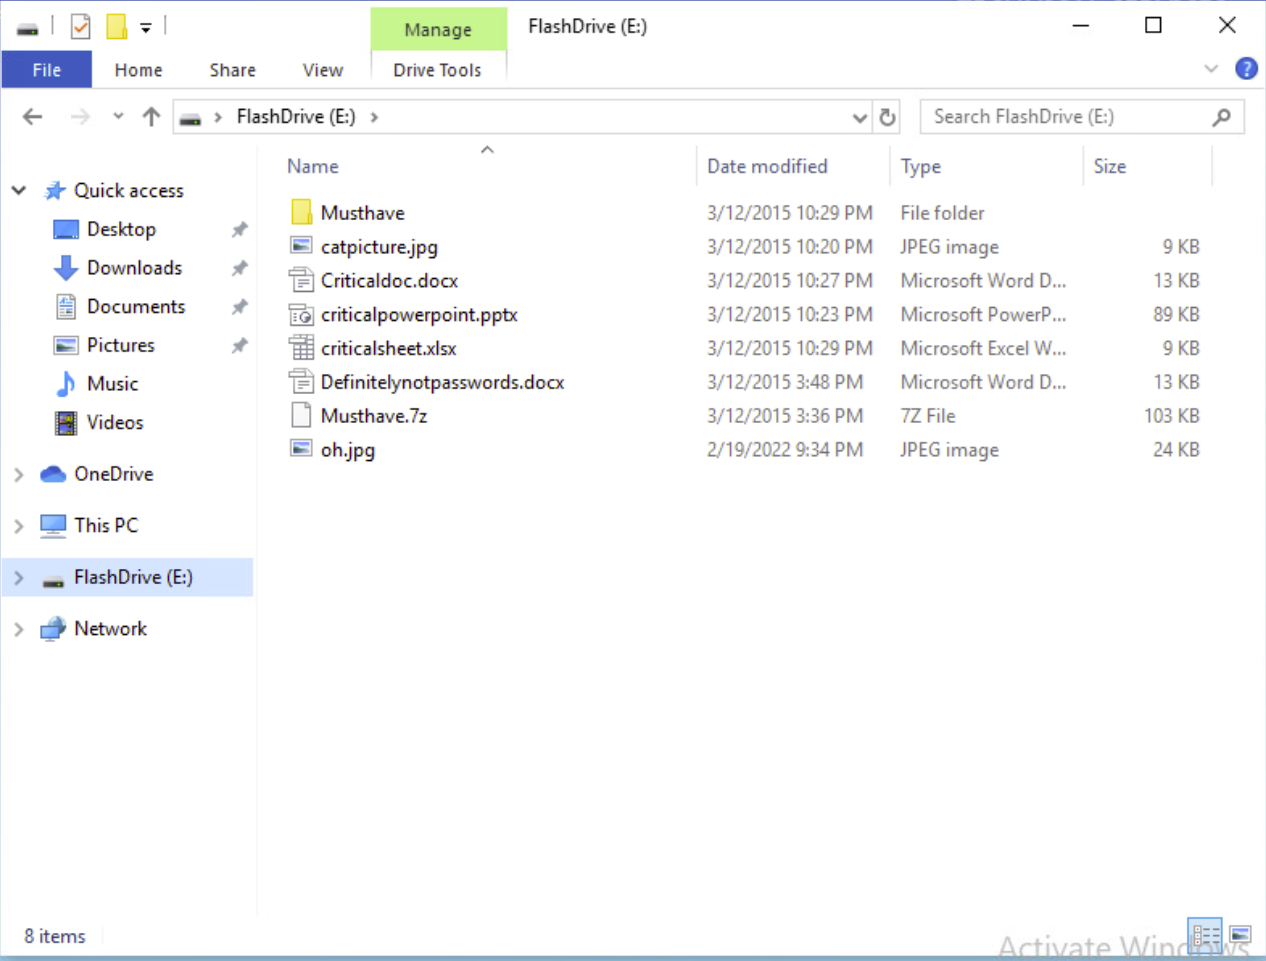 Manage FlashDrive (E:)
File Home Share View Drive Tools
FlashDrive (E:) Search FlashDrive (E:)
Name Date modified Type Size
Quick access
Desktop
Downloads
Documents
Pictures
Music
Videos
OneDrive
This PC
FlashDrive (E:)
Network
Musthave 3/12/2015 10:29 PM File folder
catpicture.jpg 3/12/2015 10:20 PM JPEG image 9 KB
Criticaldoc.docx 3/12/2015 10:27 PM Microsoft Word D... 13 KB
criticalpowerpoint.pptx 3/12/2015 10:23 PM Microsoft PowerP... 89 KB
criticalsheet.xlsx 3/12/2015 10:29 PM Microsoft Excel W... 9 KB
Definitelynotpasswords.docx 3/12/2015 3:48 PM Microsoft Word D... 13 KB
Musthave.7z 3/12/2015 3:36 PM 7Z File 103 KB
oh.jpg 2/19/2022 9:34 PM JPEG image 24 KB
8 items
Activate Windows